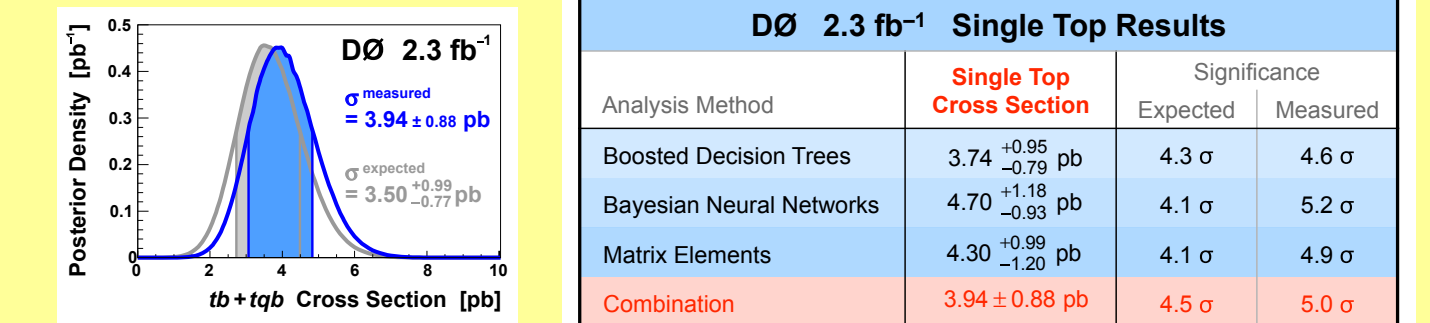 0.5
0.4
0.3
0.2
0.1
0
Posterior Density [pb⁻¹]
DØ 2.3 fb⁻¹
σ measured
= 3.94 ± 0.88 pb
σ expected
= 3.50 +0.99 −0.77 pb
0 2 4 6 8 10
tb + tqb Cross Section [pb]
DØ 2.3 fb⁻¹ Single Top Results
Analysis Method
Single Top
Cross Section
Significance
Expected Measured
Boosted Decision Trees 3.74 +0.95 −0.79 pb 4.3 σ 4.6 σ
Bayesian Neural Networks 4.70 +1.18 −0.93 pb 4.1 σ 5.2 σ
Matrix Elements 4.30 +0.99 −1.20 pb 4.1 σ 4.9 σ
Combination 3.94 ± 0.88 pb 4.5 σ 5.0 σ